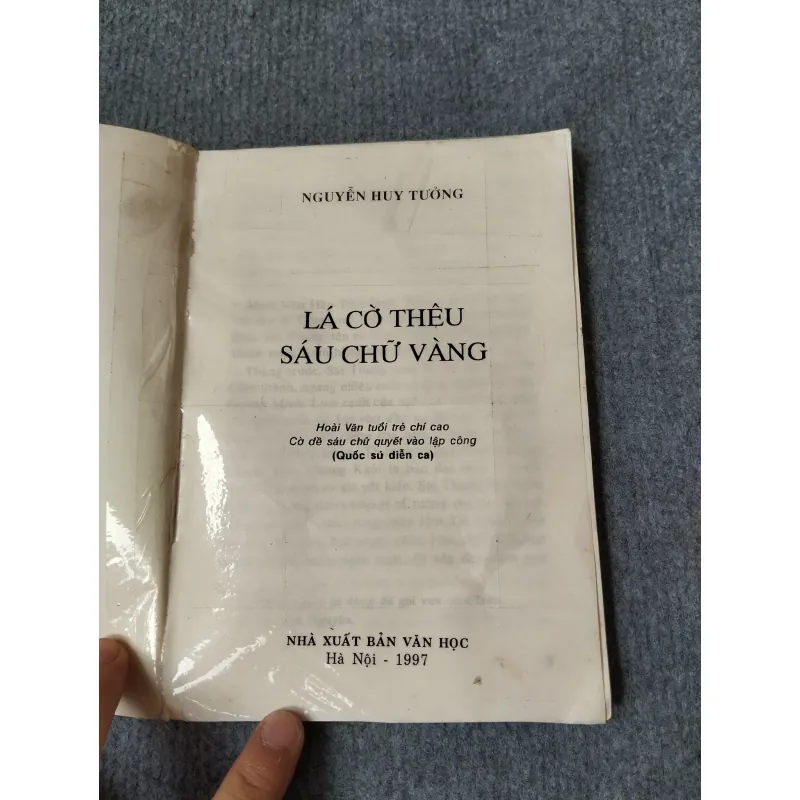 NGUYỄN HUY TƯỞNG
LÁ CỜ THÊU
SÁU CHỮ VÀNG
Hoài Văn tuổi trẻ chí cao
Cờ đề sáu chữ quyết vào lập công
(Quốc sử diễn ca)
NHÀ XUẤT BẢN VĂN HỌC
Hà Nội - 1997